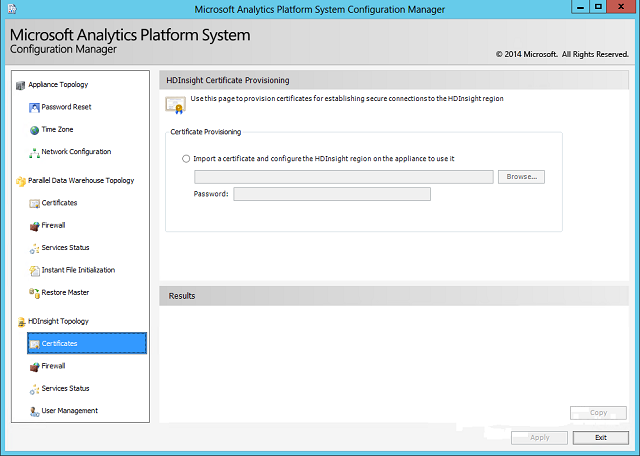 Microsoft Analytics Platform System Configuration Manager
Microsoft Analytics Platform System
Configuration Manager
© 2014 Microsoft. All Rights Reserved.
Appliance Topology
Password Reset
Time Zone
Network Configuration
Parallel Data Warehouse Topology
Certificates
Firewall
Services Status
Instant File Initialization
Restore Master
HDInsight Topology
Certificates
Firewall
Services Status
User Management
HDInsight Certificate Provisioning
Use this page to provision certificates for establishing secure connections to the HDInsight region
Certificate Provisioning
Import a certificate and configure the HDInsight region on the appliance to use it
Browse...
Password:
Results
Copy
Apply
Exit